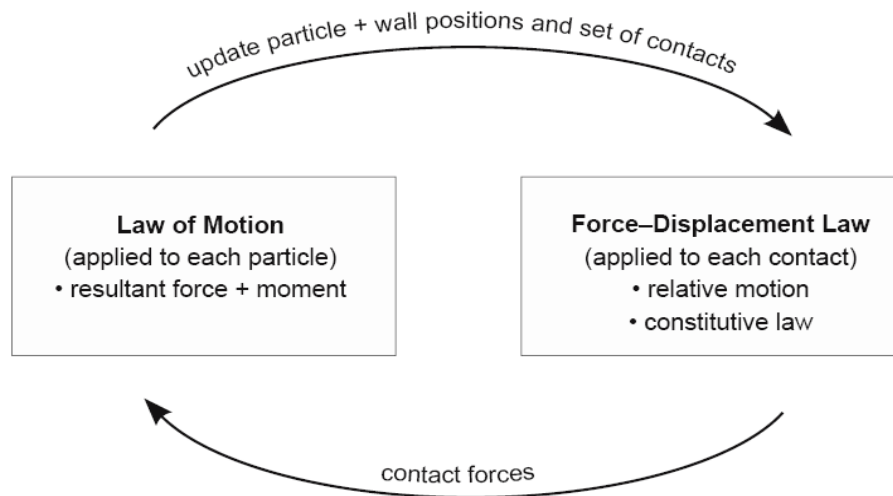 update particle + wall positions and set of contacts
Law of Motion
(applied to each particle)
• resultant force + moment
Force–Displacement Law
(applied to each contact)
• relative motion
• constitutive law
contact forces